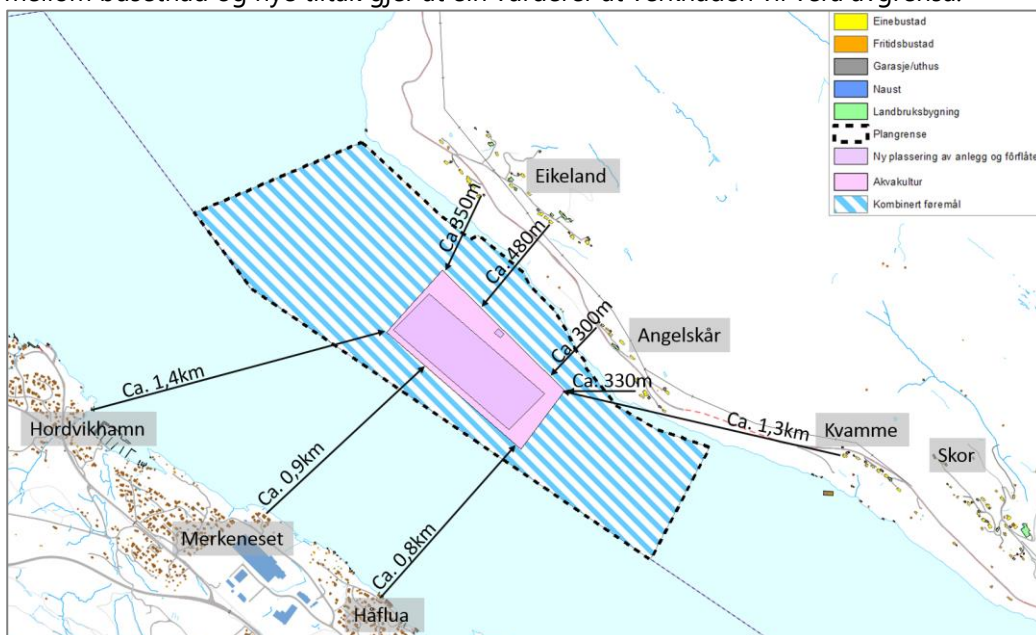 mellom busetnad og nye tiltak gjer at ein vurderer at verknaden vil vera avgrensa.
Einebustad
Fritidsbustad
Garasje/uthus
Naust
Landbruksbygning
Plangrense
Ny plassering av anlegg og fôrflåte
Akvakultur
Kombinert føremål
Eikeland
Ca.350m
Ca. 480m
Ca. 300m
Angelskår
Ca. 330m
Ca. 1,3km
Kvamme
Skor
Ca. 1,4km
Hordvikhamn
Ca. 0,9km
Merkeneset
Ca. 0,8km
Håflua